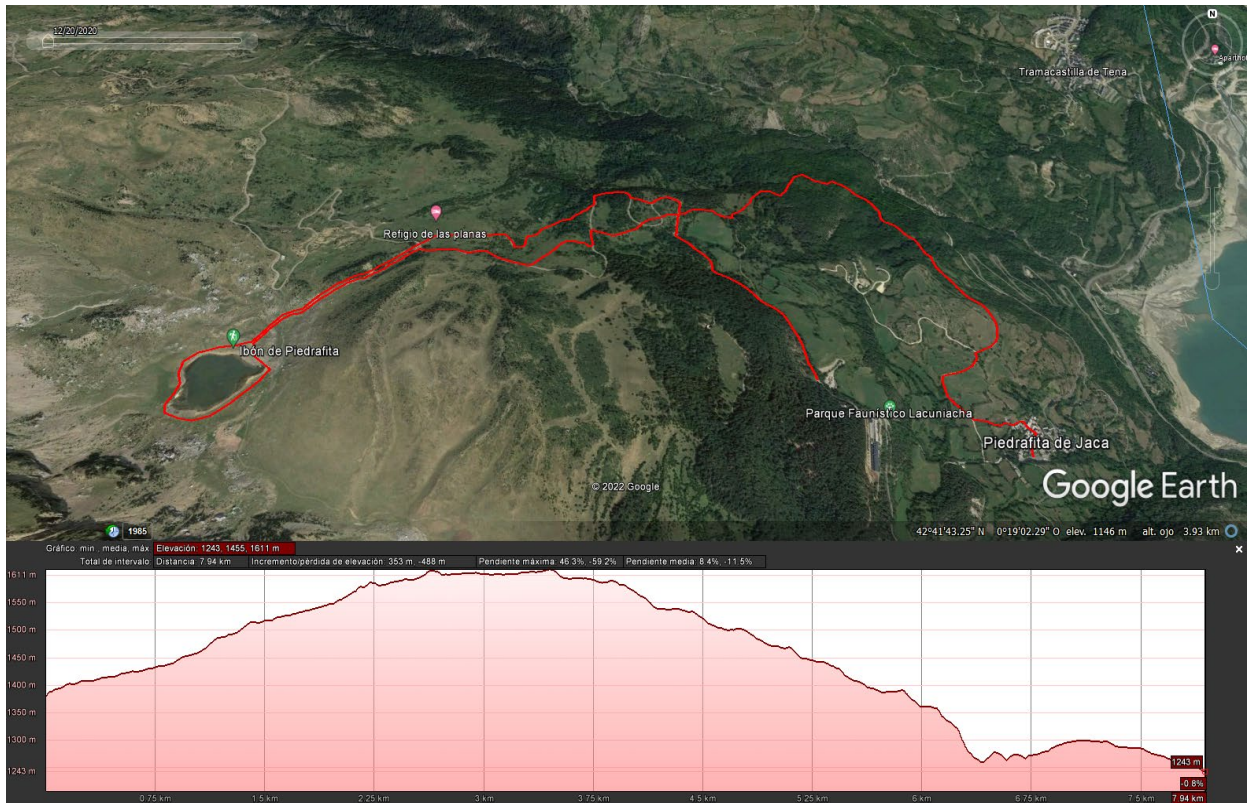 12/20/2020
N
Aparthot
Tramacastilla de Tena
Refigio de las planas
Ibón de Piedrafita
Parque Faunístico Lacuniacha
Piedrafita de Jaca
© 2022 Google
Google Earth
1985
42°41'43.25" N 0°19'02.29" O elev. 1146 m alt. ojo 3.93 km
Gráfico: min., media, máx Elevación: 1243, 1455, 1611 m
Total de intervalo: Distancia: 7.94 km Incremento/pérdida de elevación: 353 m, -488 m Pendiente máxima: 46.3%, -59.2% Pendiente media: 8.4%, -11.5%
1611 m
1550 m
1500 m
1450 m
1400 m
1350 m
1300 m
1243 m
1243 m
-0.8%
0.75 km 1.5 km 2.25 km 3 km 3.75 km 4.5 km 5.25 km 6 km 6.75 km 7.5 km 7.94 km